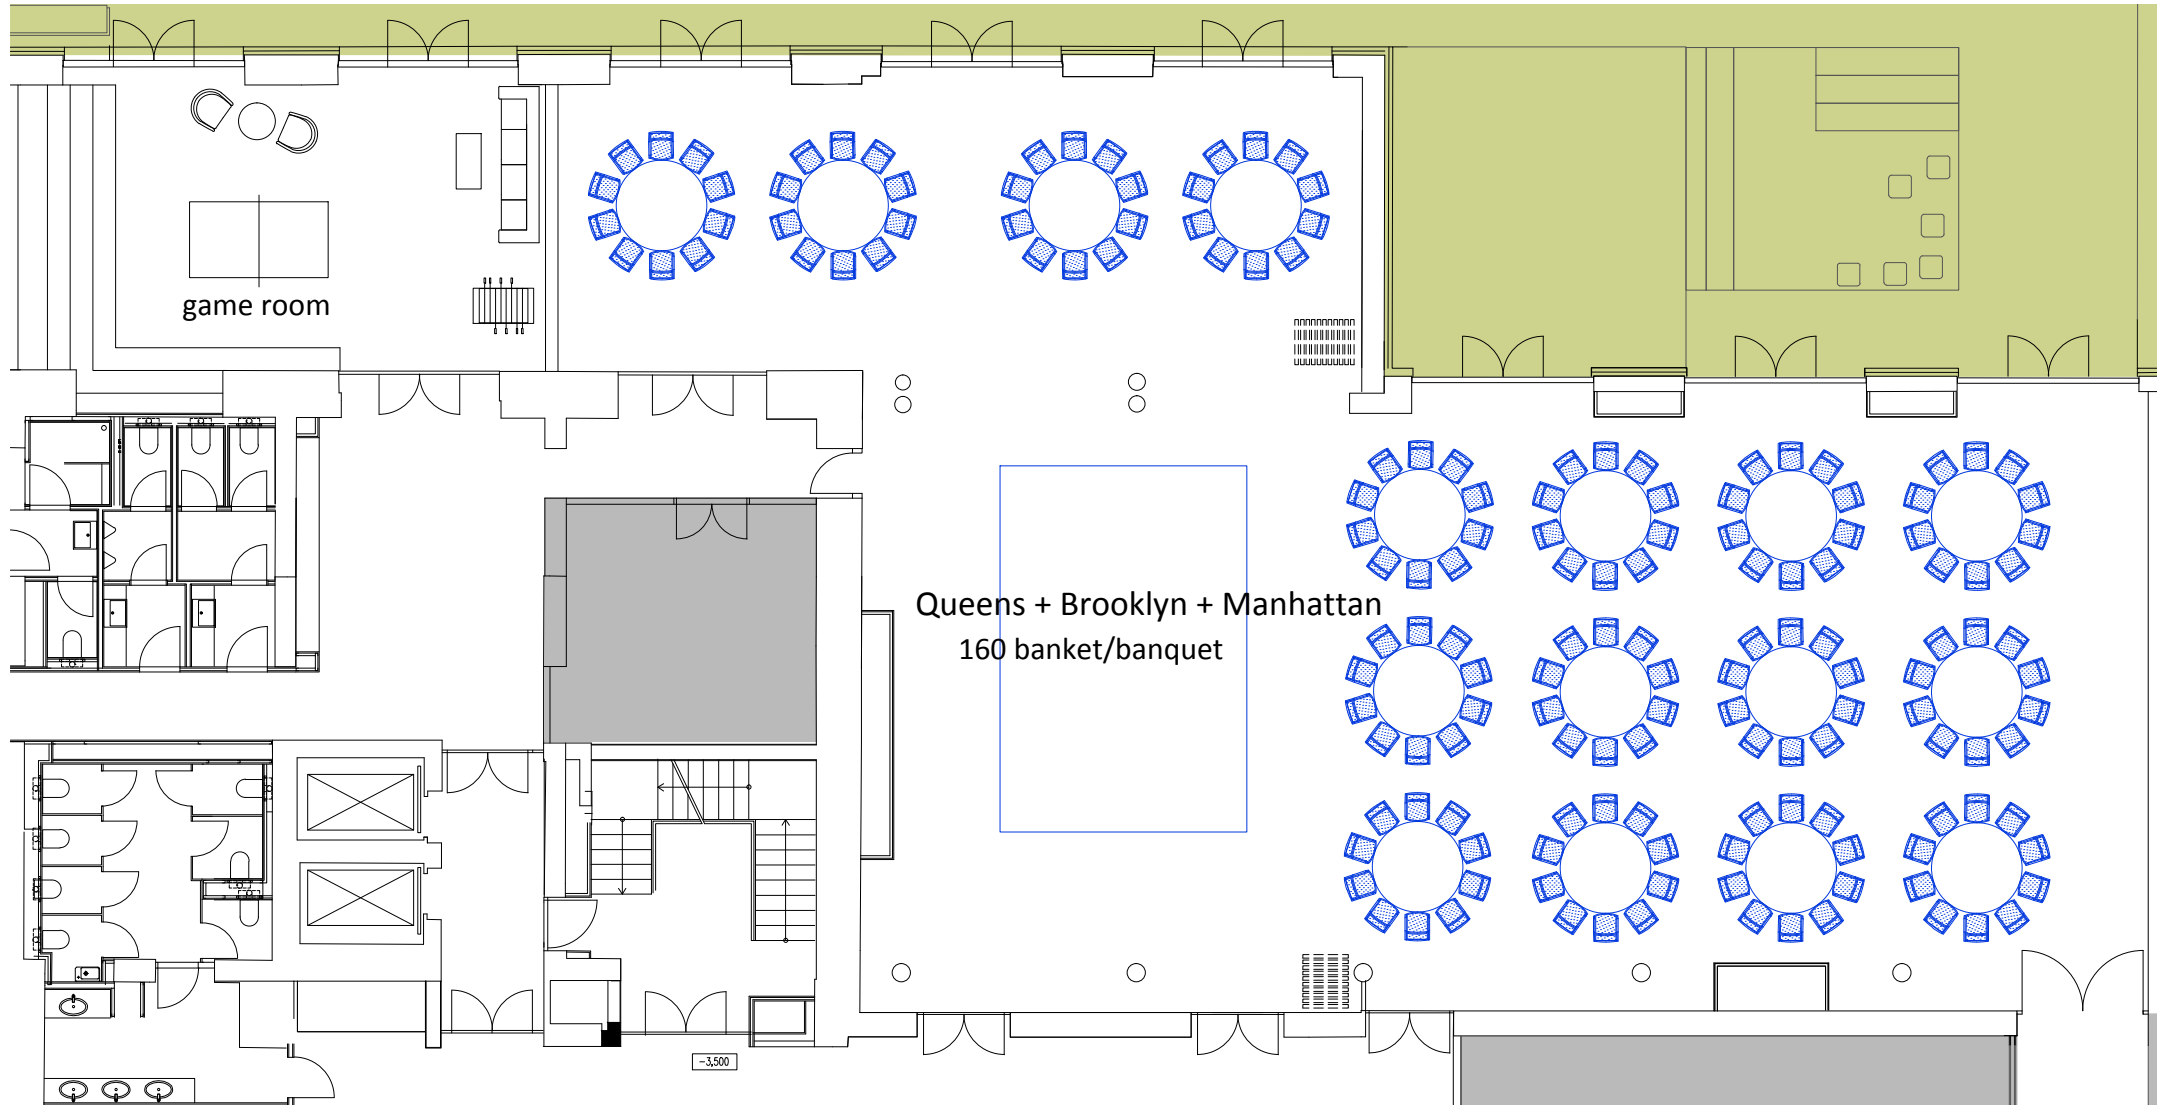 game room
Queens + Brooklyn + Manhattan
160 banket/banquet
-3,500